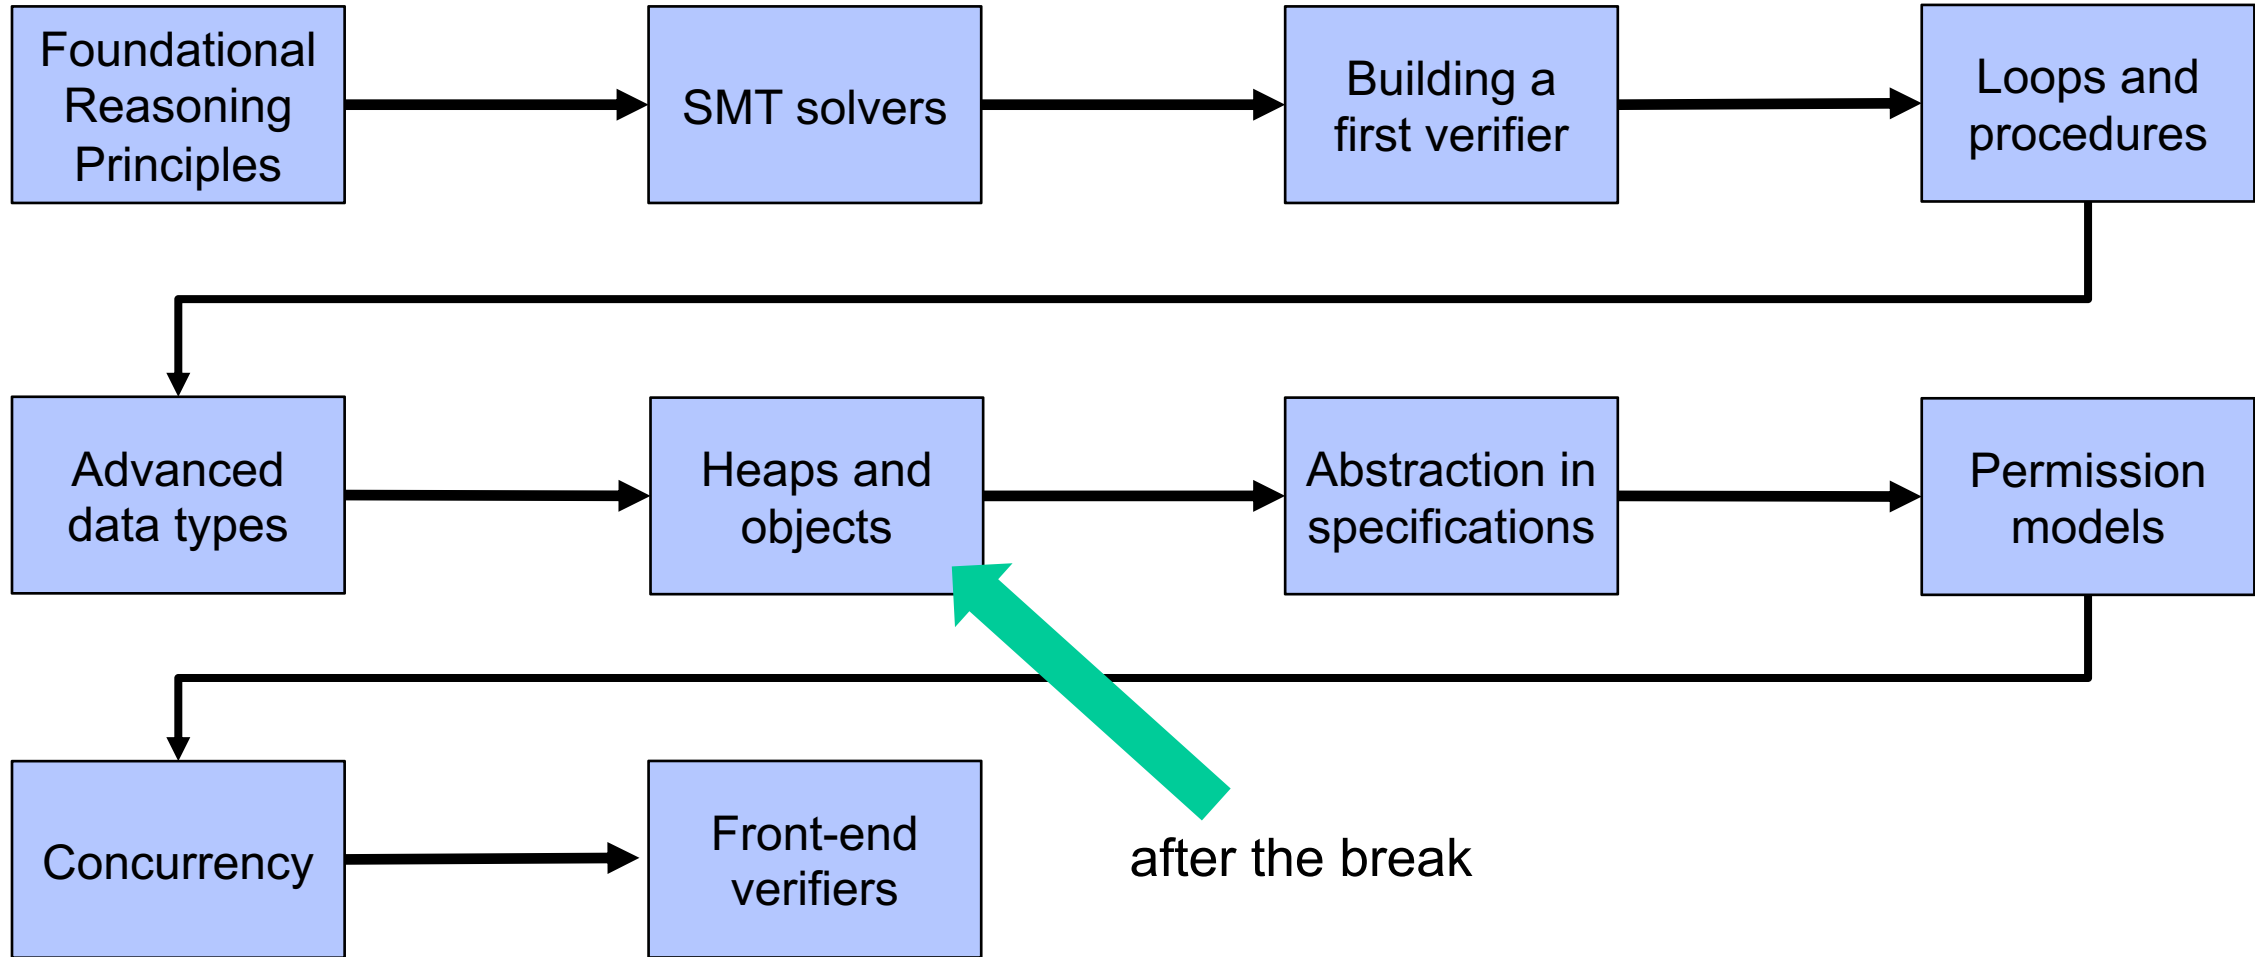 Foundational
Reasoning
Principles
SMT solvers
Building a
first verifier
Loops and
procedures
Advanced
data types
Heaps and
objects
Abstraction in
specifications
Permission
models
Concurrency
Front-end
verifiers
after the break